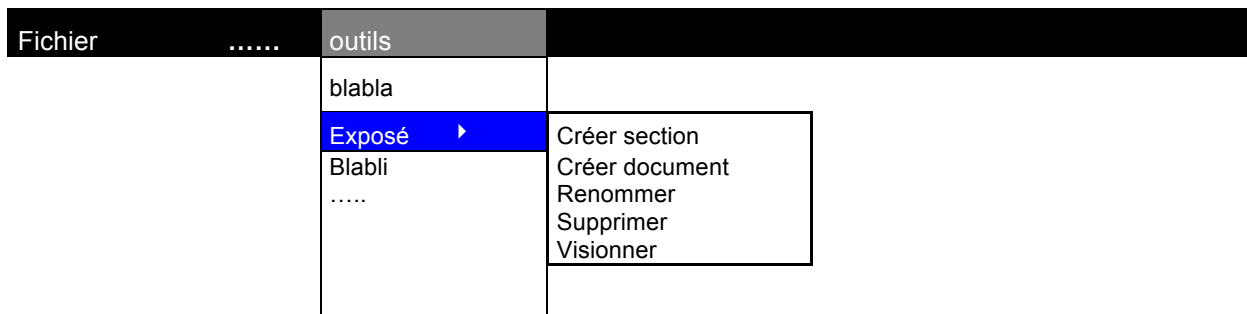 Fichier ...... outils
blabla
Exposé
Créer section
Blabli
Créer document
…..
Renommer
Supprimer
Visionner